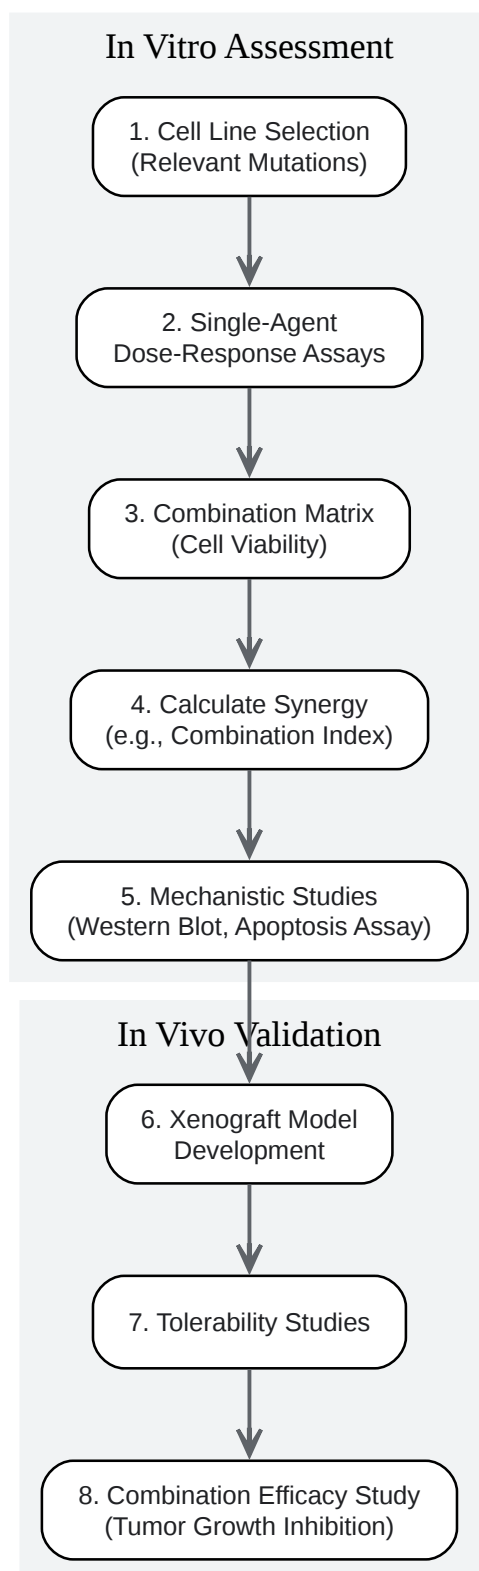 In Vitro Assessment
1. Cell Line Selection
(Relevant Mutations)
2. Single-Agent
Dose-Response Assays
3. Combination Matrix
(Cell Viability)
4. Calculate Synergy
(e.g., Combination Index)
5. Mechanistic Studies
(Western Blot, Apoptosis Assay)
In Vivo Validation
6. Xenograft Model
Development
7. Tolerability Studies
8. Combination Efficacy Study
(Tumor Growth Inhibition)